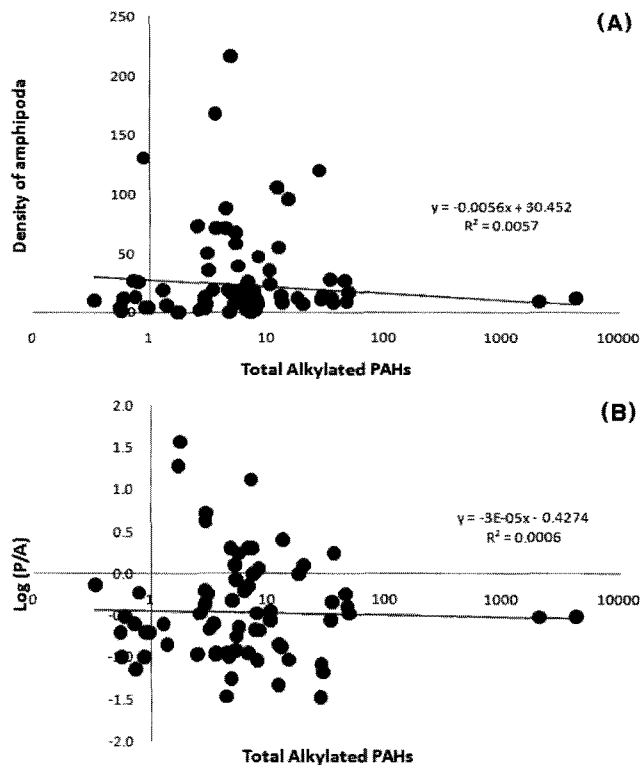 (A)
250
200
150
100
50
0
Density of amphipoda
y = -0.0056x + 30.452
R² = 0.0057
0 1 10 100 1000 10000
Total Alkylated PAHs
(B)
2.0
1.5
1.0
0.5
0.0
-0.5
-1.0
-1.5
-2.0
Log (P/A)
y = -3E-05x - 0.4274
R² = 0.0006
0 1 10 100 1000 10000
Total Alkylated PAHs